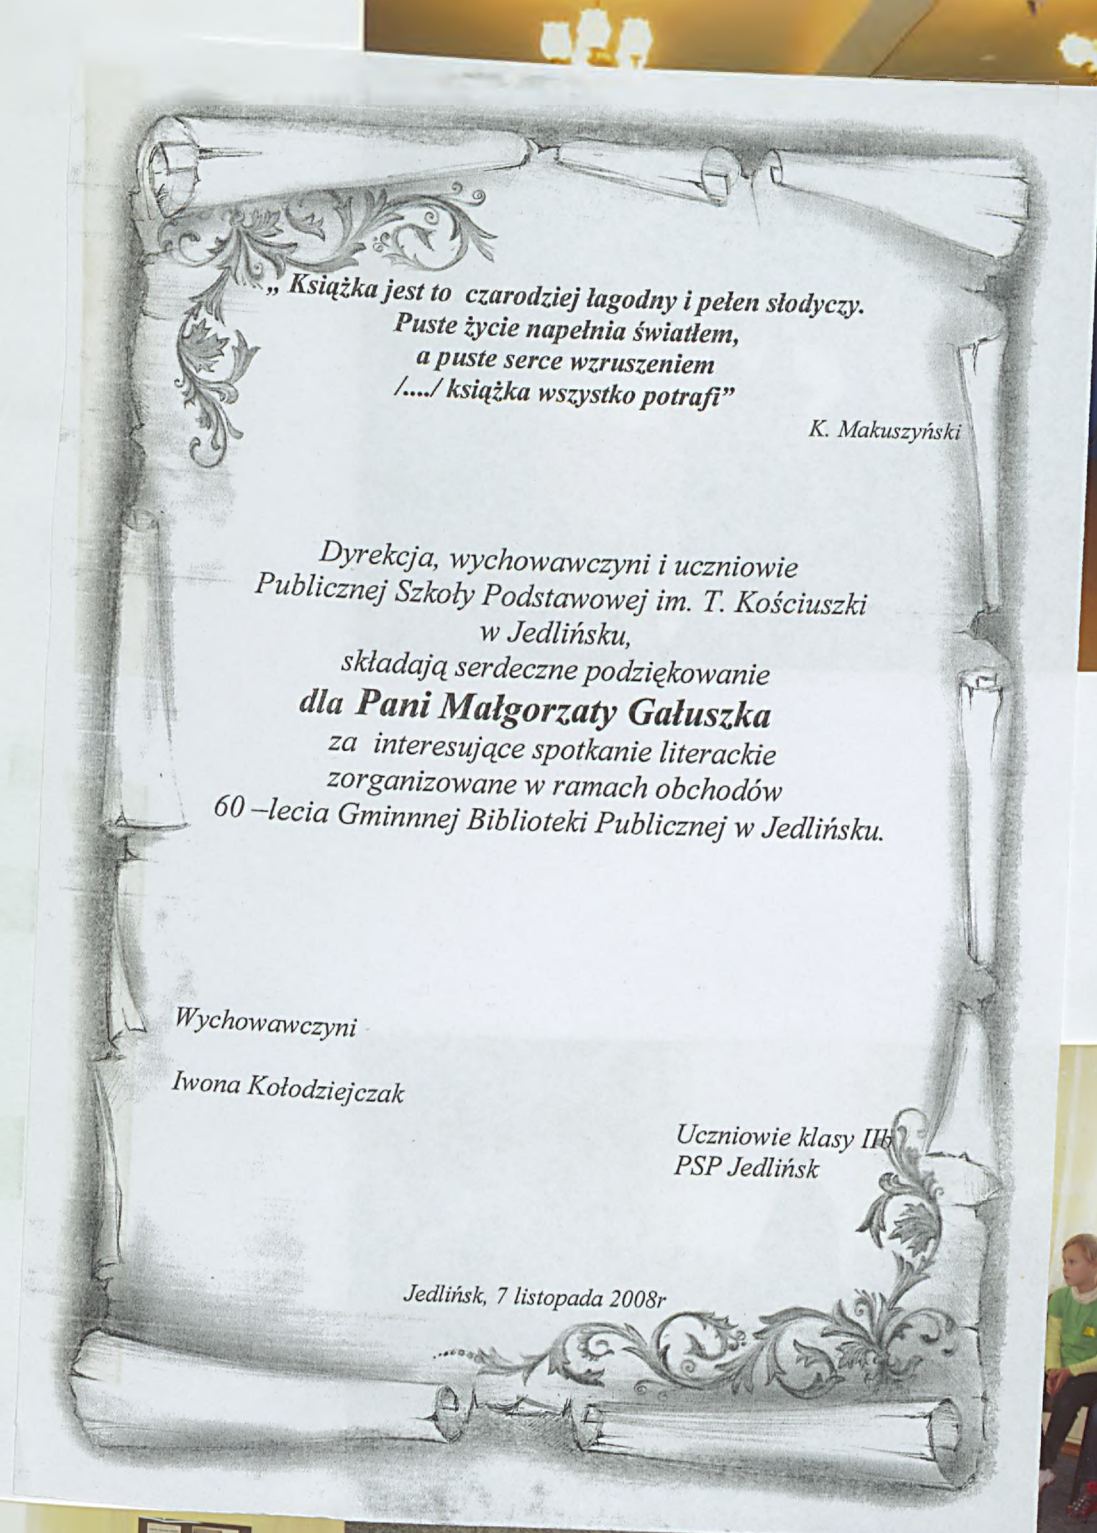 „ Książka jest to czarodziej łagodny i pełen słodyczy.
Puste życie napełnia światłem,
a puste serce wzruszeniem
/..../ książka wszystko potrafi”
K. Makuszyński
Dyrekcja, wychowawczyni i uczniowie
Publicznej Szkoły Podstawowej im. T. Kościuszki
w Jedlińsku,
składają serdeczne podziękowanie
dla Pani Małgorzaty Gałuszka
za interesujące spotkanie literackie
zorganizowane w ramach obchodów
60 –lecia Gminnnej Biblioteki Publicznej w Jedlińsku.
Wychowawczyni
Iwona Kołodziejczak
Uczniowie klasy IIb
PSP Jedlińsk
Jedlińsk, 7 listopada 2008r